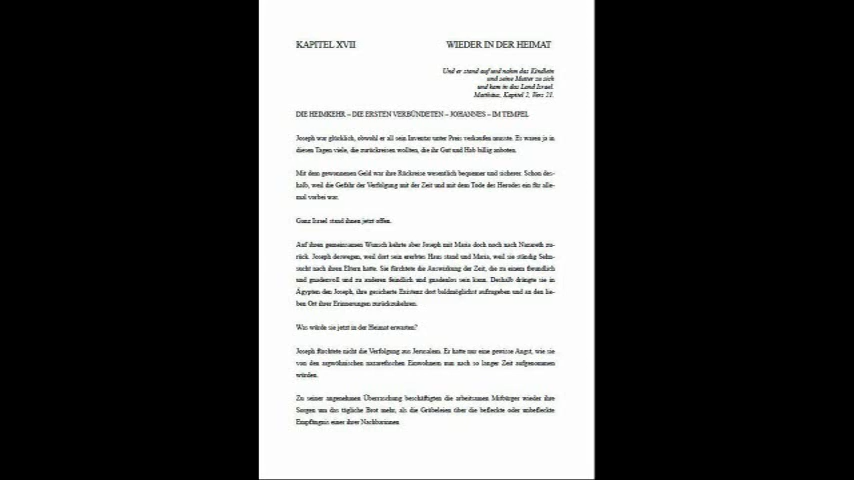 KAPITEL XVII WIEDER IN DER HEIMAT
Und er stand auf und nahm das Kindlein
und seine Mutter zu sich
und kam in das Land Israel.
Matthäus, Kapitel 2, Vers 21.
DIE HEIMKEHR – DIE ERSTEN VERBÜNDETEN – JOHANNES – IM TEMPEL
Joseph war glücklich, obwohl er all sein Inventar unter Preis verkaufen musste. Es waren ja in
diesen Tagen viele, die zurückreisen wollten, die ihr Gut und Hab billig anboten.
Mit dem gewonnenen Geld war ihre Rückreise wesentlich bequemer und sicherer. Schon des-
halb, weil die Gefahr der Verfolgung mit der Zeit und mit dem Tode des Herodes ein für alle-
mal vorbei war.
Ganz Israel stand ihnen jetzt offen.
Auf ihren gemeinsamen Wunsch kehrte aber Joseph mit Maria doch noch nach Nazareth zu-
rück. Joseph deswegen, weil dort sein ererbtes Haus stand und Maria, weil sie ständig Sehn-
sucht nach ihren Eltern hatte. Sie fürchtete die Auswirkung der Zeit, die zu einem freundlich
und gnadenvoll und zu anderen feindlich und gnadenlos sein kann. Deshalb drängte sie in
Ägypten den Joseph, ihre gesicherte Existenz dort baldmöglichst aufzugeben und an den lie-
ben Ort ihrer Erinnerungen zurückzukehren.
Was würde sie jetzt in der Heimat erwarten?
Joseph fürchtete nicht die Verfolgung aus Jerusalem. Er hatte nur eine gewisse Angst, wie sie
von den argwöhnischen nazarethischen Einwohnern nun nach so langer Zeit aufgenommen
würden.
Zu seiner angenehmen Überraschung beschäftigten die arbeitsamen Mitbürger wieder ihre
Sorgen um das tägliche Brot mehr, als die Grübeleien über die befleckte oder unbefleckte
Empfängnis einer ihrer Nachbarinnen.